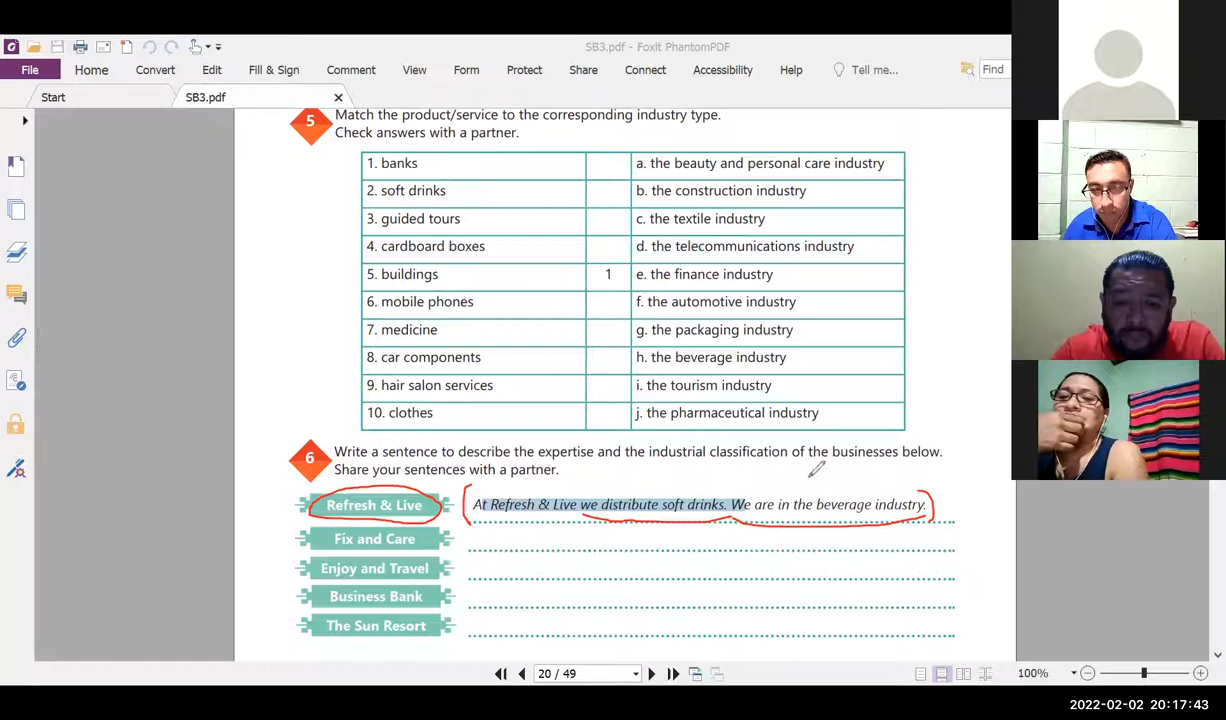 SB3.pdf - Foxit PhantomPDF
File Home Convert Edit Fill & Sign Comment View Form Protect Share Connect Accessibility Help Tell me... Find
Start SB3.pdf
5 Match the product/service to the corresponding industry type.
Check answers with a partner.
1. banks a. the beauty and personal care industry
2. soft drinks b. the construction industry
3. guided tours c. the textile industry
4. cardboard boxes d. the telecommunications industry
5. buildings 1 e. the finance industry
6. mobile phones f. the automotive industry
7. medicine g. the packaging industry
8. car components h. the beverage industry
9. hair salon services i. the tourism industry
10. clothes j. the pharmaceutical industry
6 Write a sentence to describe the expertise and the industrial classification of the businesses below.
Share your sentences with a partner.
Refresh & Live At Refresh & Live we distribute soft drinks. We are in the beverage industry.
Fix and Care
Enjoy and Travel
Business Bank
The Sun Resort
20 / 49 100%
2022-02-02 20:17:43